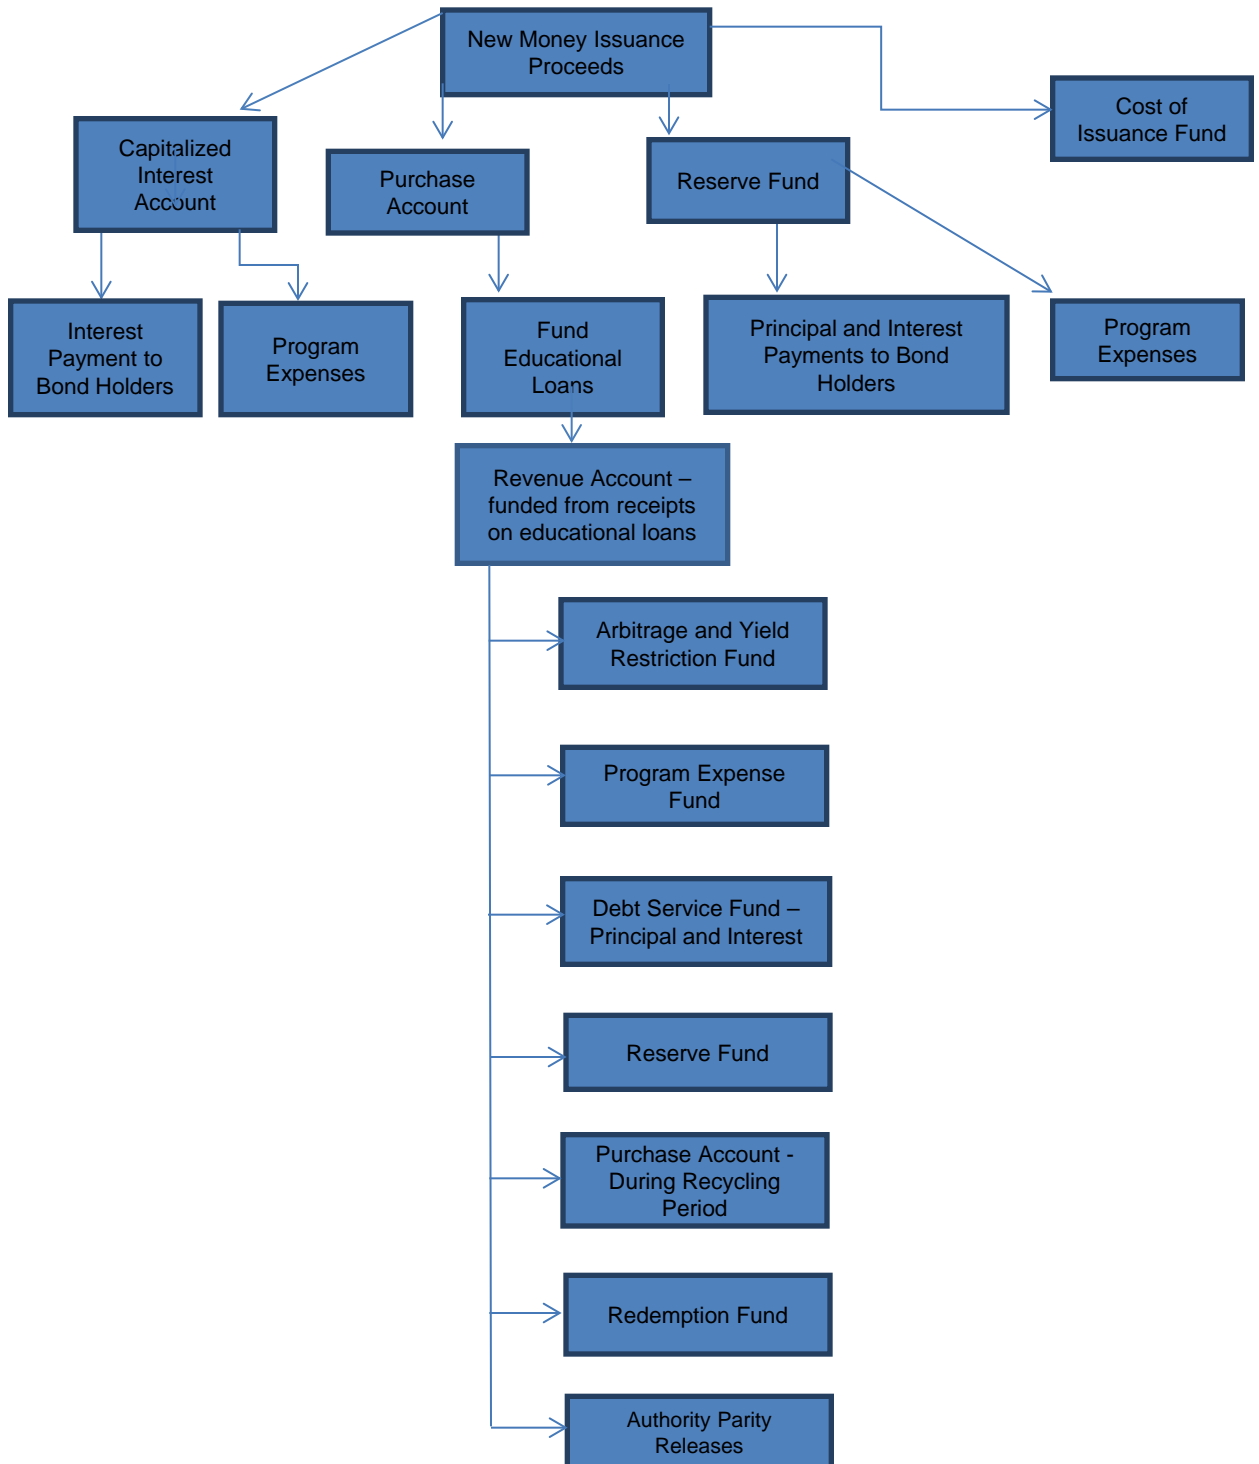 New Money Issuance
Proceeds
Cost of
Issuance Fund
Capitalized
Interest
Account
Purchase
Account
Reserve Fund
Interest
Payment to
Bond Holders
Program
Expenses
Fund
Educational
Loans
Principal and Interest
Payments to Bond
Holders
Program
Expenses
Revenue Account –
funded from receipts
on educational loans
Arbitrage and Yield
Restriction Fund
Program Expense
Fund
Debt Service Fund –
Principal and Interest
Reserve Fund
Purchase Account -
During Recycling
Period
Redemption Fund
Authority Parity
Releases